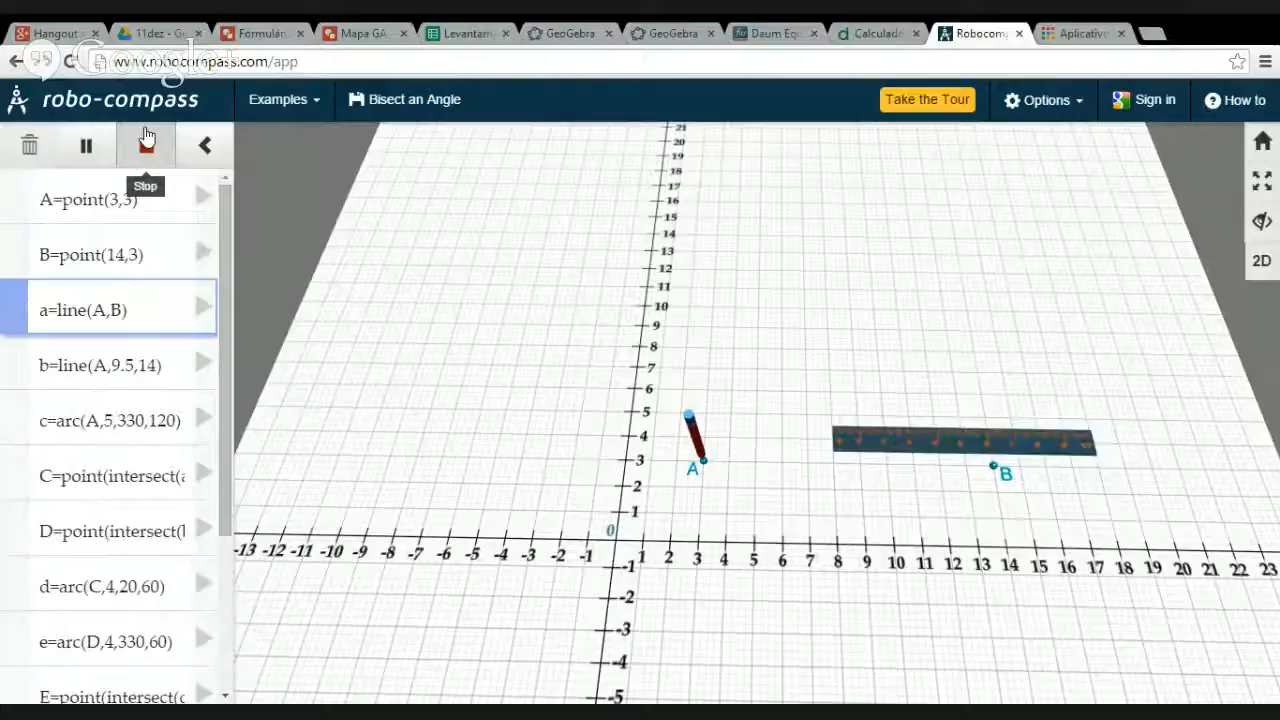 Hangout
11dez - Go
Formulár
Mapa GA
Levantam
GeoGebra
GeoGebra
Daum Equ
Calculado
Robocom
Aplicative
www.robocompass.com/app
robo-compass
Examples
Bisect an Angle
Take the Tour
Options
Sign in
How to
Stop
A=point(3,3)
B=point(14,3)
a=line(A,B)
b=line(A,9.5,14)
c=arc(A,5,330,120)
C=point(intersect(a
D=point(intersect(l
d=arc(C,4,20,60)
e=arc(D,4,330,60)
E=point(intersect(c
2D
21
20
19
18
17
16
15
14
13
12
11
10
9
8
7
6
5
4
3
2
1
0
A
B
-13 -12 -11 -10 -9 -8 -7 -6 -5 -4 -3 -2 -1 1 2 3 4 5 6 7 8 9 10 11 12 13 14 15 16 17 18 19 20 21 22 23
-1
-2
-3
-4
-5